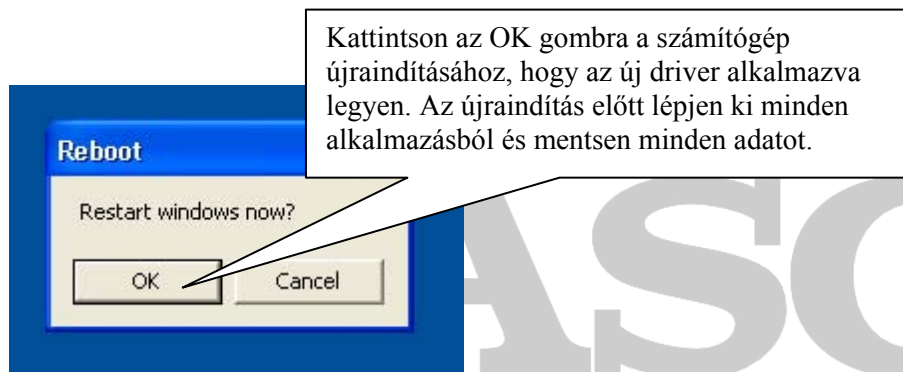 Kattintson az OK gombra a számítógép
újraindításához, hogy az új driver alkalmazva
legyen. Az újraindítás előtt lépjen ki minden
alkalmazásból és mentsen minden adatot.
Reboot
Restart windows now?
OK Cancel
ASC